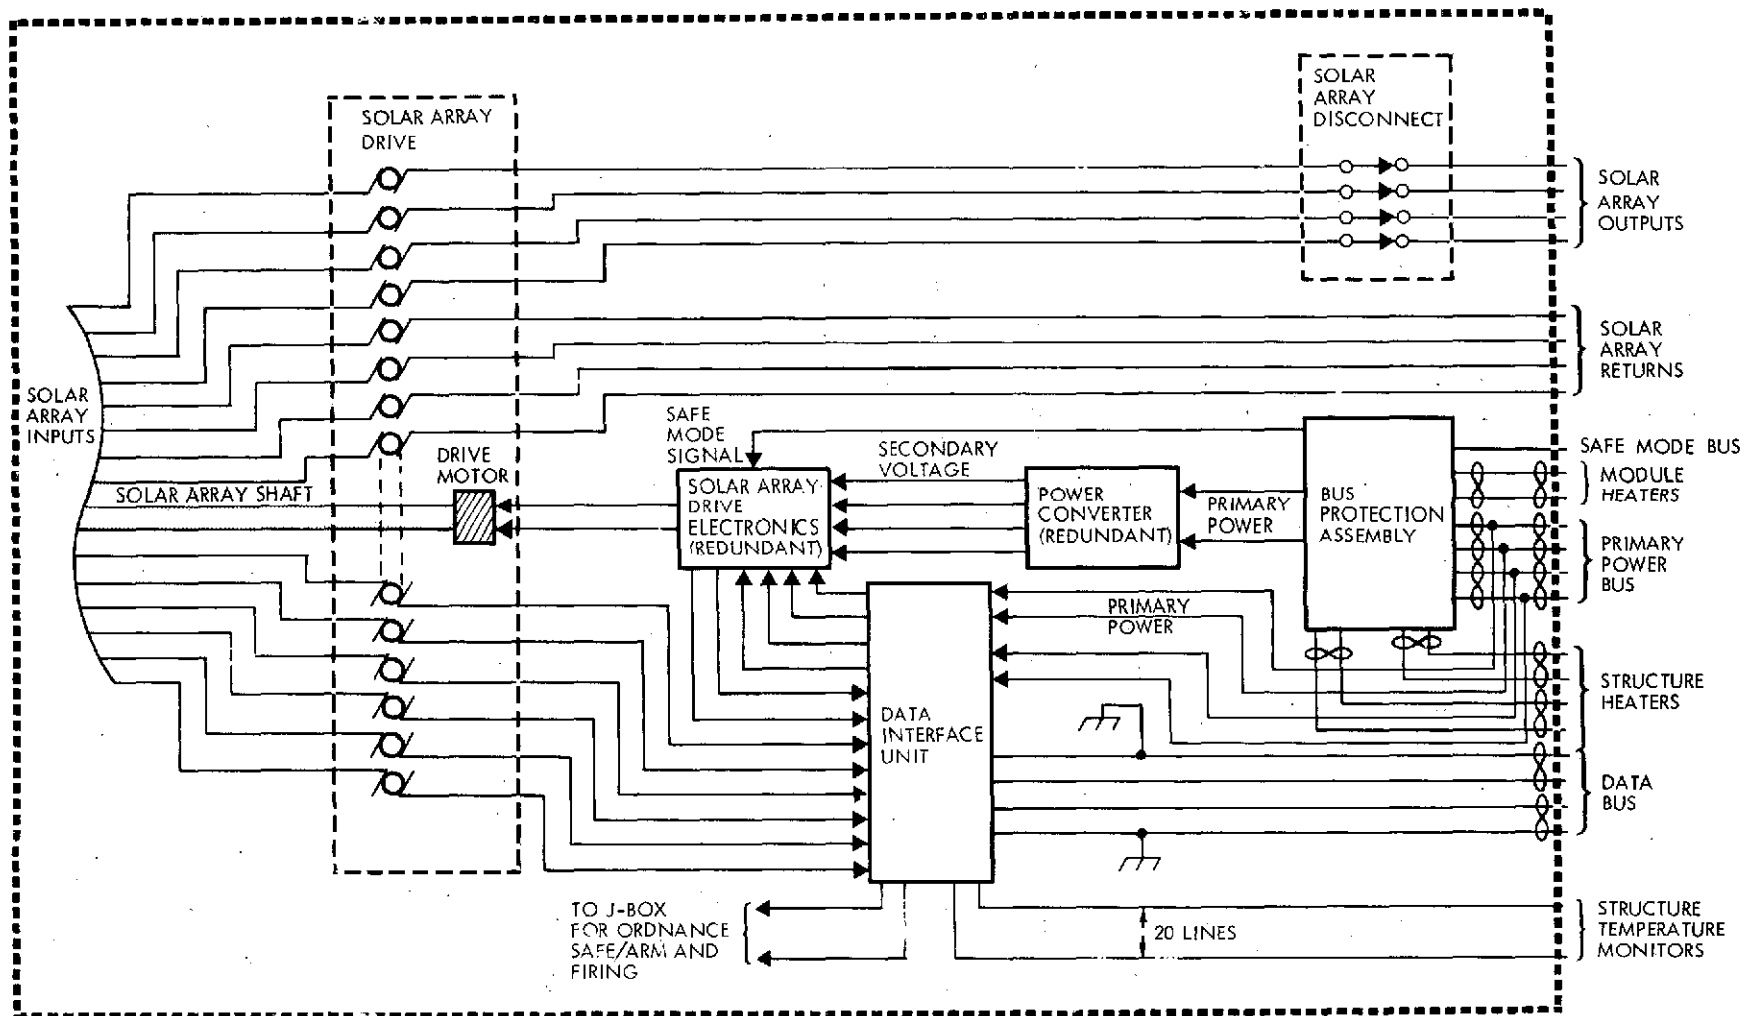 SOLAR
ARRAY
DISCONNECT
SOLAR ARRAY
DRIVE
SOLAR
ARRAY
OUTPUTS
SOLAR
ARRAY
RETURNS
SOLAR
ARRAY
INPUTS
SAFE
MODE
SIGNAL
DRIVE
MOTOR
SECONDARY
VOLTAGE
SAFE MODE BUS
MODULE
HEATERS
SOLAR ARRAY SHAFT
SOLAR ARRAY
DRIVE
ELECTRONICS
(REDUNDANT)
POWER
CONVERTER
(REDUNDANT)
PRIMARY
POWER
BUS
PROTECTION
ASSEMBLY
PRIMARY
POWER
BUS
PRIMARY
POWER
STRUCTURE
HEATERS
DATA
INTERFACE
UNIT
DATA
BUS
TO J-BOX
FOR ORDNANCE
SAFE/ARM AND
FIRING
20 LINES
STRUCTURE
TEMPERATURE
MONITORS